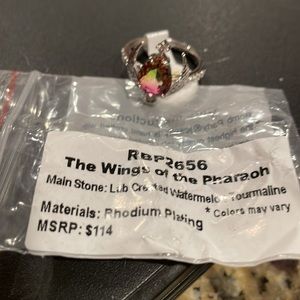 RBP2656
The Wings of the Pharaoh
Main Stone: Lab Created Watermelon Tourmaline
* Colors may vary
Materials: Rhodium Plating
MSRP: $114